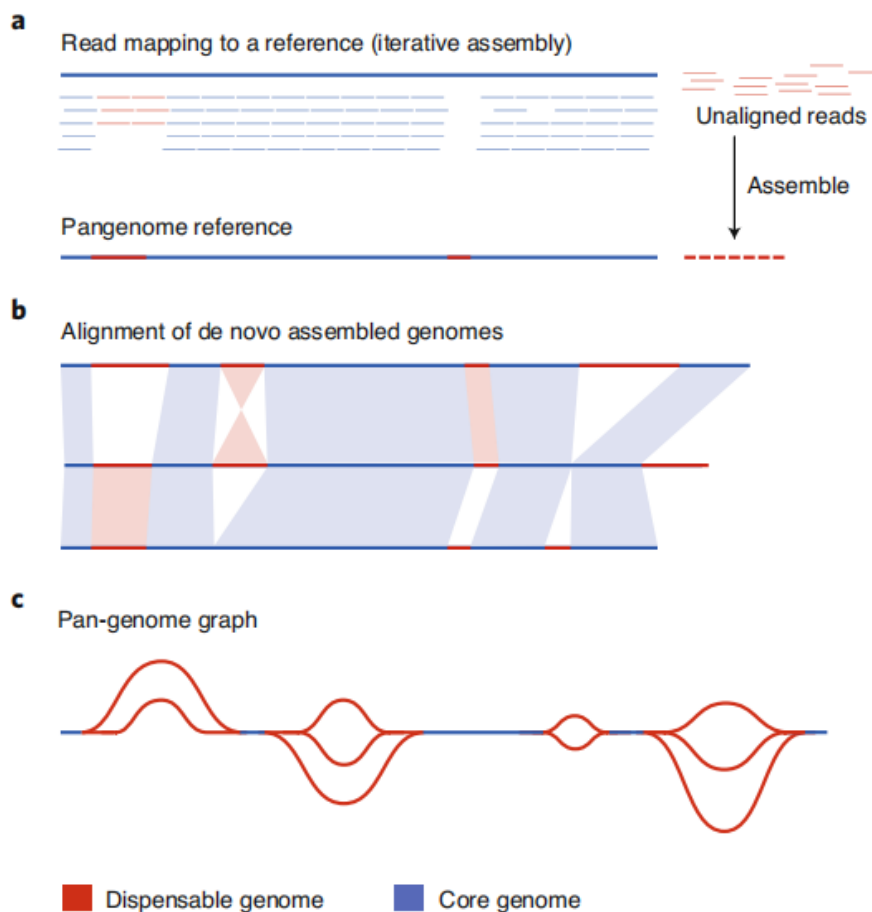 a
Read mapping to a reference (iterative assembly)
Unaligned reads
Assemble
Pangenome reference
b
Alignment of de novo assembled genomes
c
Pan-genome graph
Dispensable genome
Core genome